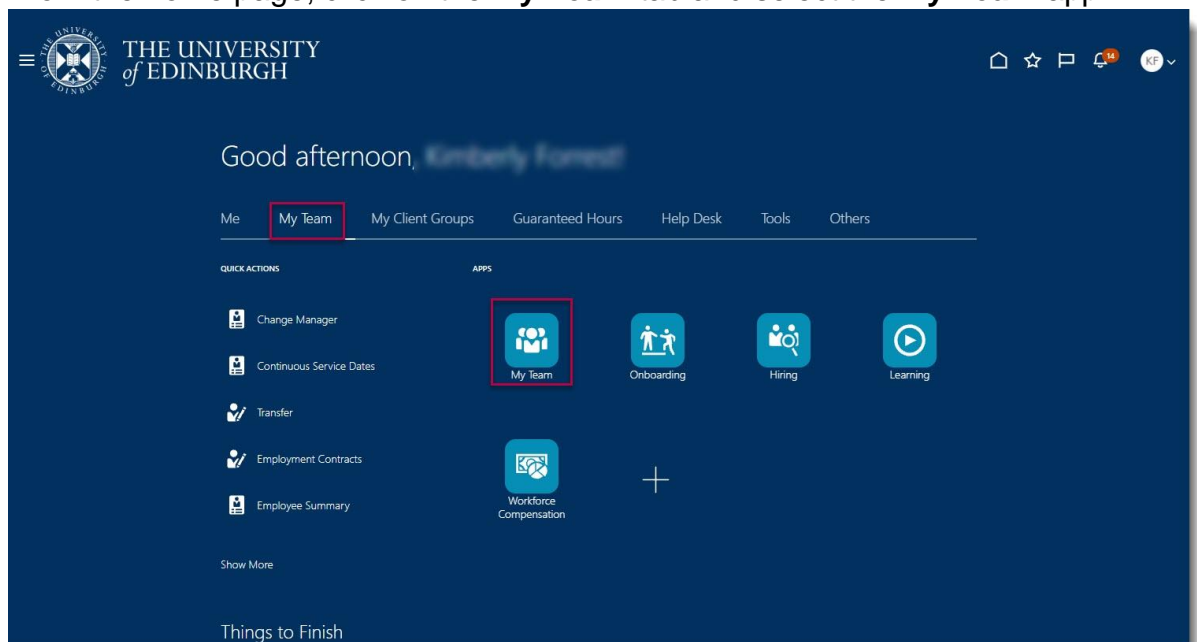 THE UNIVERSITY
of EDINBURGH
14
KF
Good afternoon,
Me My Team My Client Groups Guaranteed Hours Help Desk Tools Others
QUICK ACTIONS
APPS
Change Manager
Continuous Service Dates
Transfer
Employment Contracts
Employee Summary
Show More
My Team
Onboarding
Hiring
Learning
Workforce
Compensation
Things to Finish